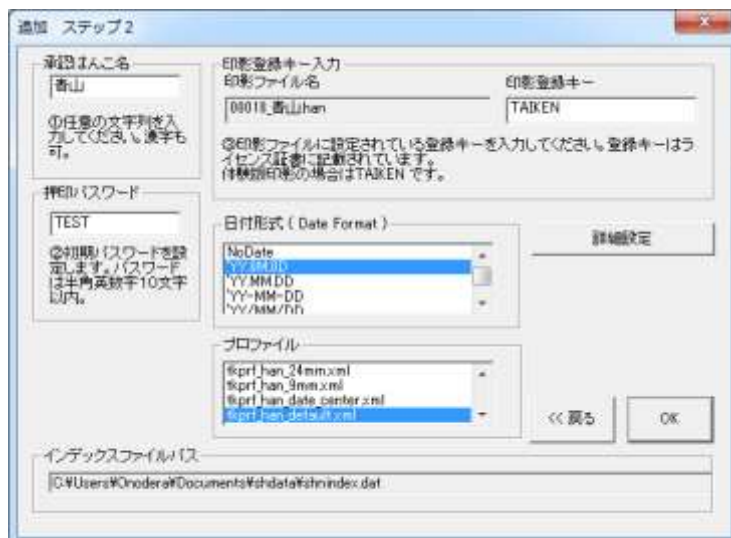 追加 ステップ2
承認はんこ名
香山
①任意の文字列を入
力してください。漢字も
可。
押印パスワード
TEST
②初期パスワードを設
定します。パスワード
は半角英数字10文字
以内。
印影登録キー入力
印影ファイル名
印影登録キー
TAIKEN
③印影ファイルに設定されている登録キーを入力してください。登録キーはラ
イセンス証書に記載されています。
体験版印影の場合はTAIKEN です。
日付形式 ( Date Format )
NoDate
'YY.MM.DD
'YY.MM.DD
'YY-MM-DD
'YY/MM/DD
詳細設定
プロファイル
tkprf_han_24mm.xml
tkprf_han_9mm.xml
tkprf_han_date_center.xml
tkprf_han_default.xml
<< 戻る
OK
インデックスファイルパス
C:¥Users¥Onodera¥Documents¥shdata¥shnindex.dat